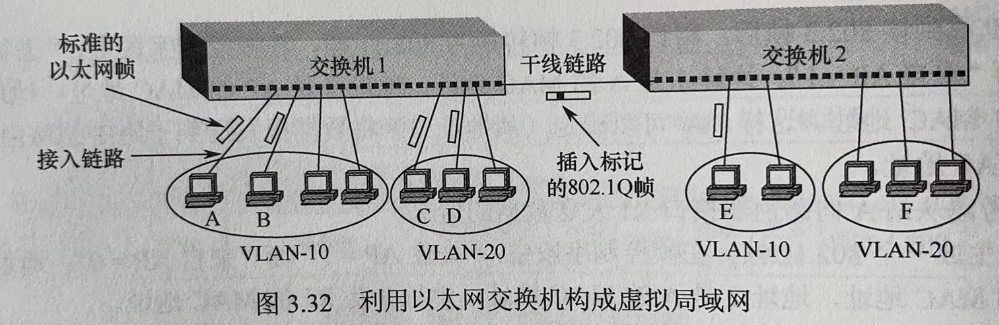 标准的
以太网帧
交换机1
干线链路
交换机2
接入链路
插入标记
的802.1Q帧
A
B
C
D
E
F
VLAN-10
VLAN-20
VLAN-10
VLAN-20
图 3.32 利用以太网交换机构成虚拟局域网